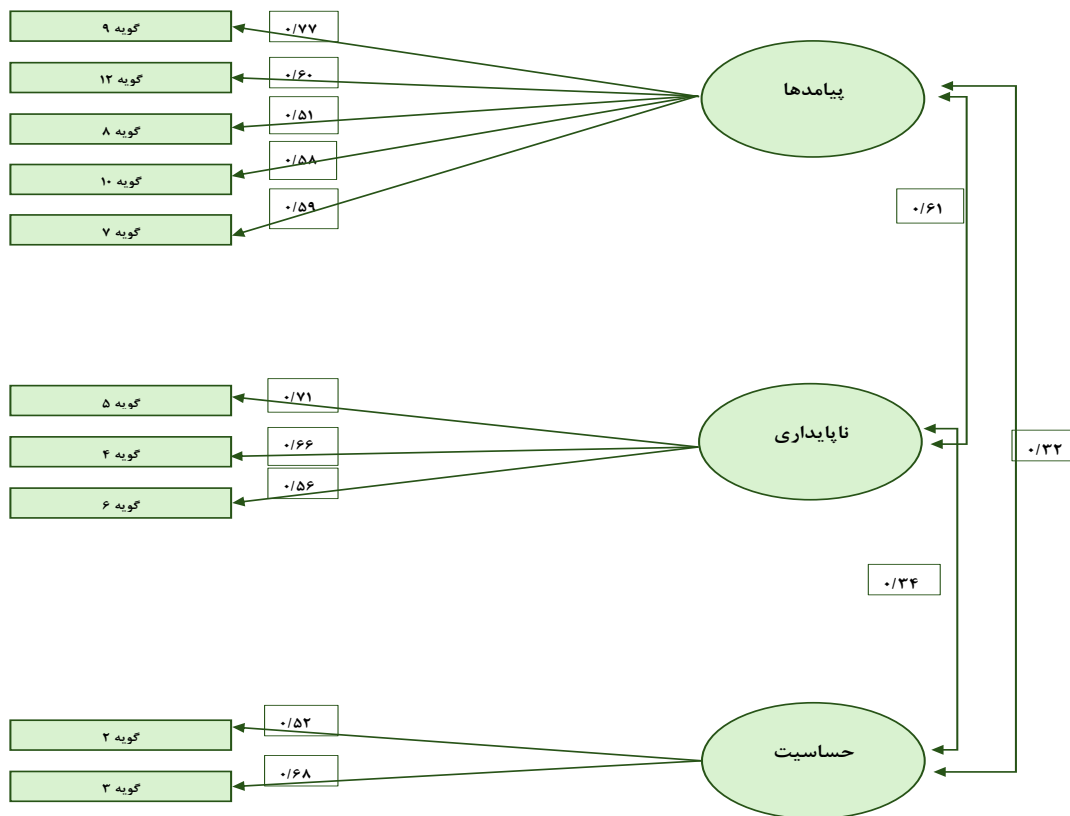 گویه ۹
۰/۷۷
گویه ۱۲
۰/۶۰
پیامدها
گویه ۸
۰/۵۱
گویه ۱۰
۰/۵۸
گویه ۷
۰/۵۹
۰/۶۱
گویه ۵
۰/۷۱
گویه ۴
۰/۶۶
ناپایداری
۰/۳۲
گویه ۶
۰/۵۶
۰/۳۴
گویه ۲
۰/۵۲
حساسیت
گویه ۳
۰/۶۸